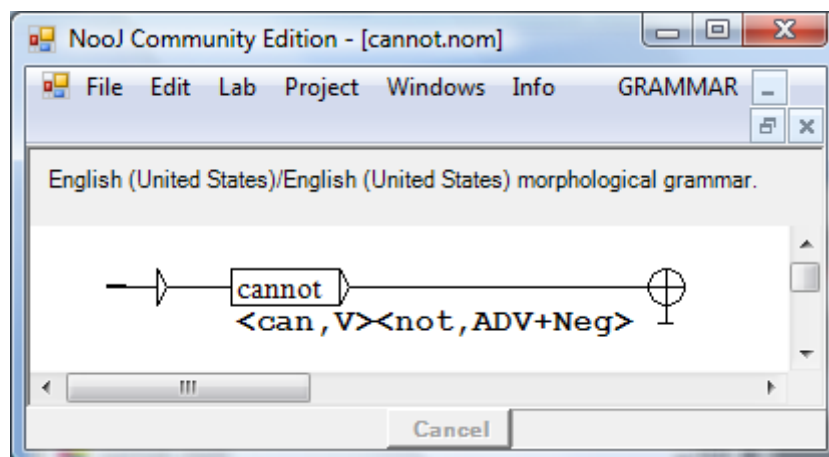 NooJ Community Edition - [cannot.nom]
File Edit Lab Project Windows Info GRAMMAR
English (United States)/English (United States) morphological grammar.
cannot
<can,V><not,ADV+Neg>
Cancel